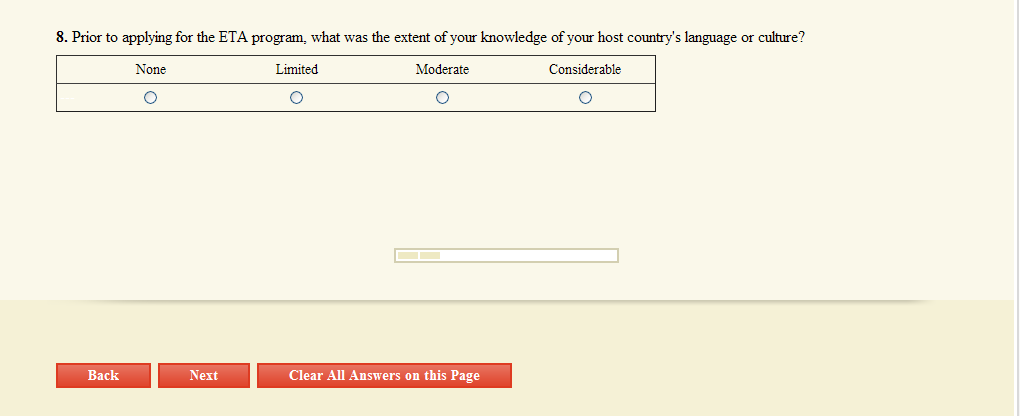 8. Prior to applying for the ETA program, what was the extent of your knowledge of your host country's language or culture?
None Limited Moderate Considerable
Back Next Clear All Answers on this Page